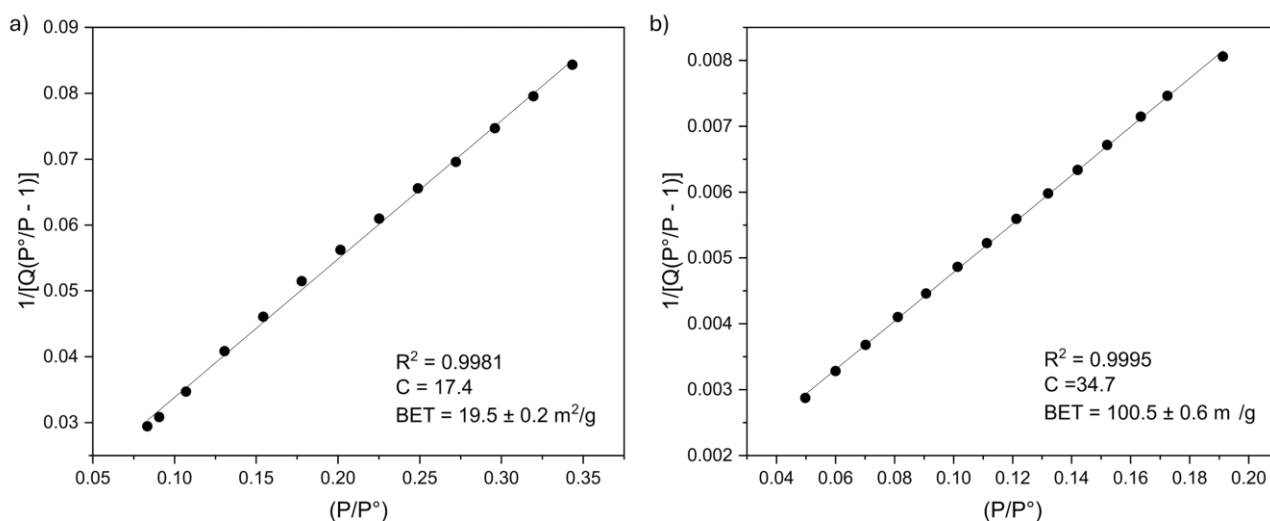 a)
1/[Q(P°/P - 1)]
0.09
0.08
0.07
0.06
0.05
0.04
0.03
R² = 0.9981
C = 17.4
BET = 19.5 ± 0.2 m²/g
0.05 0.10 0.15 0.20 0.25 0.30 0.35
(P/P°)
b)
1/[Q(P°/P - 1)]
0.008
0.007
0.006
0.005
0.004
0.003
0.002
R² = 0.9995
C =34.7
BET = 100.5 ± 0.6 m /g
0.04 0.06 0.08 0.10 0.12 0.14 0.16 0.18 0.20
(P/P°)